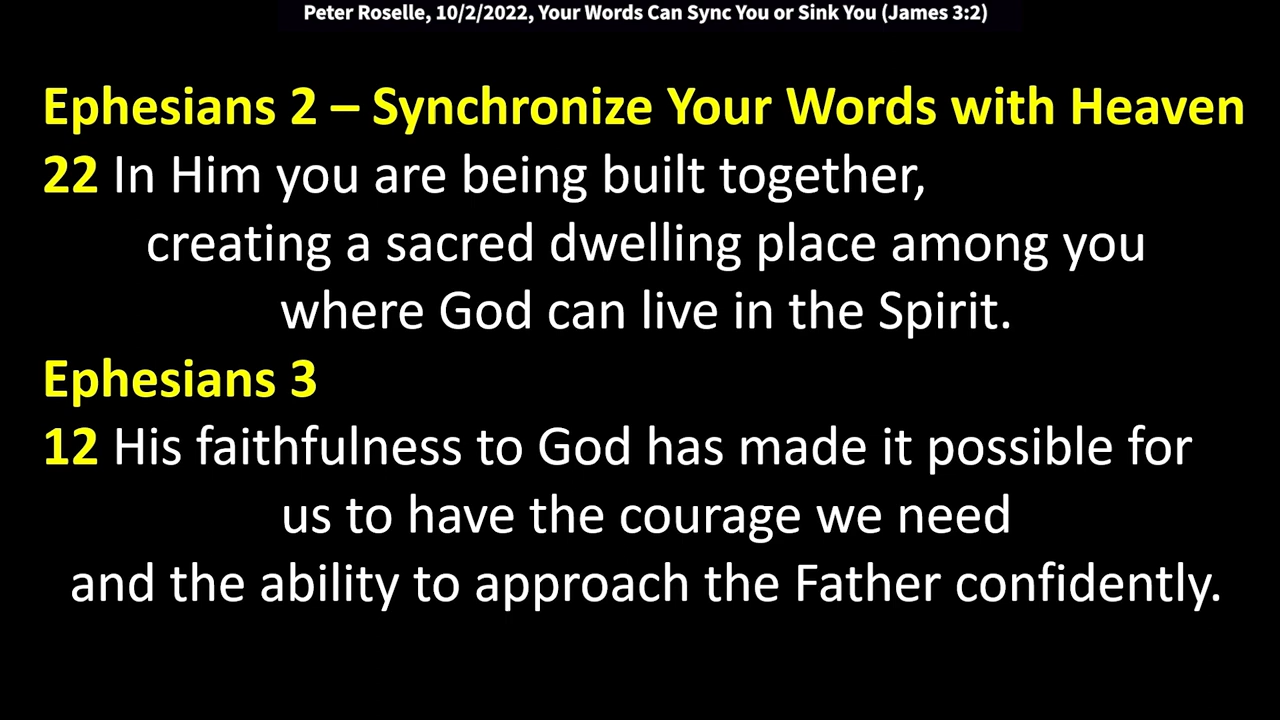 Peter Roselle, 10/2/2022, Your Words Can Sync You or Sink You (James 3:2)
Ephesians 2 – Synchronize Your Words with Heaven
22 In Him you are being built together,
creating a sacred dwelling place among you
where God can live in the Spirit.
Ephesians 3
12 His faithfulness to God has made it possible for
us to have the courage we need
and the ability to approach the Father confidently.